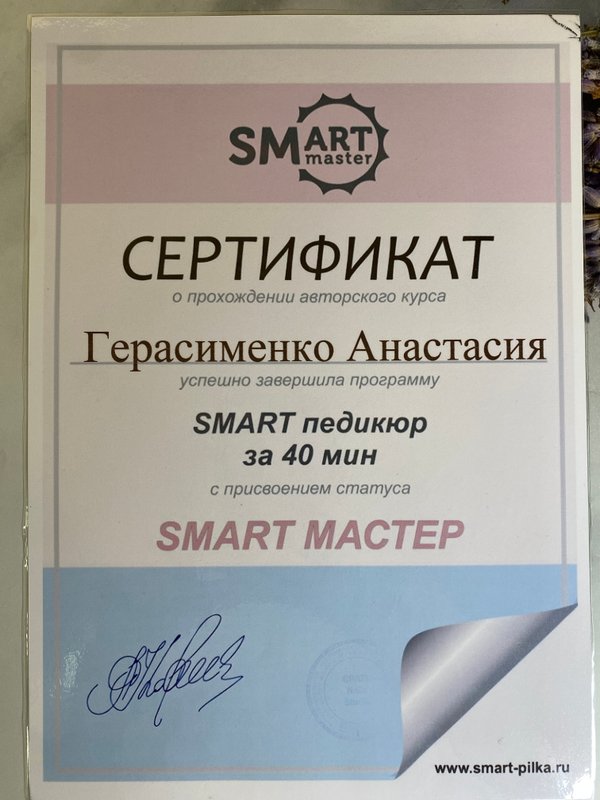 SMART
master
СЕРТИФИКАТ
о прохождении авторского курса
Герасименко Анастасия
успешно завершила программу
SMART педикюр
за 40 мин
с присвоением статуса
SMART МАСТЕР
www.smart-pilka.ru